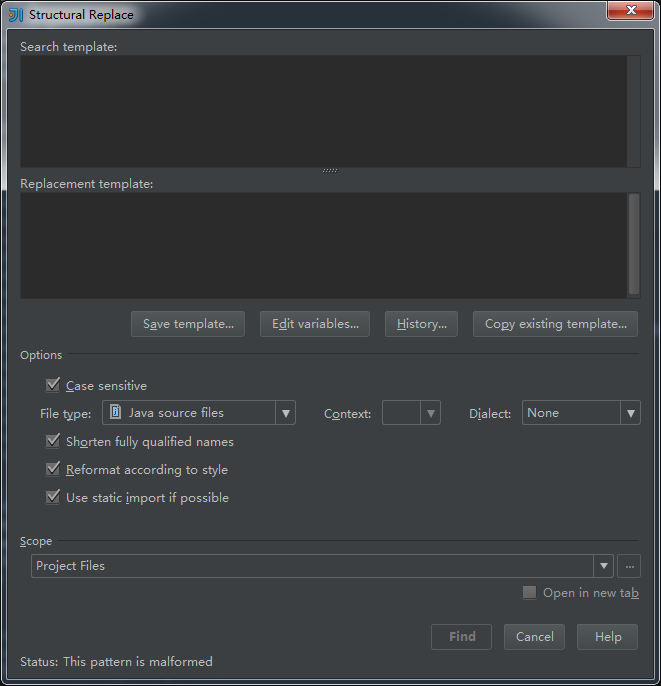 JI Structural Replace
Search template:
Replacement template:
Save template... Edit variables... History... Copy existing template...
Options
Case sensitive
File type: Java source files Context: Dialect: None
Shorten fully qualified names
Reformat according to style
Use static import if possible
Scope
Project Files ...
Open in new tab
Find Cancel Help
Status: This pattern is malformed